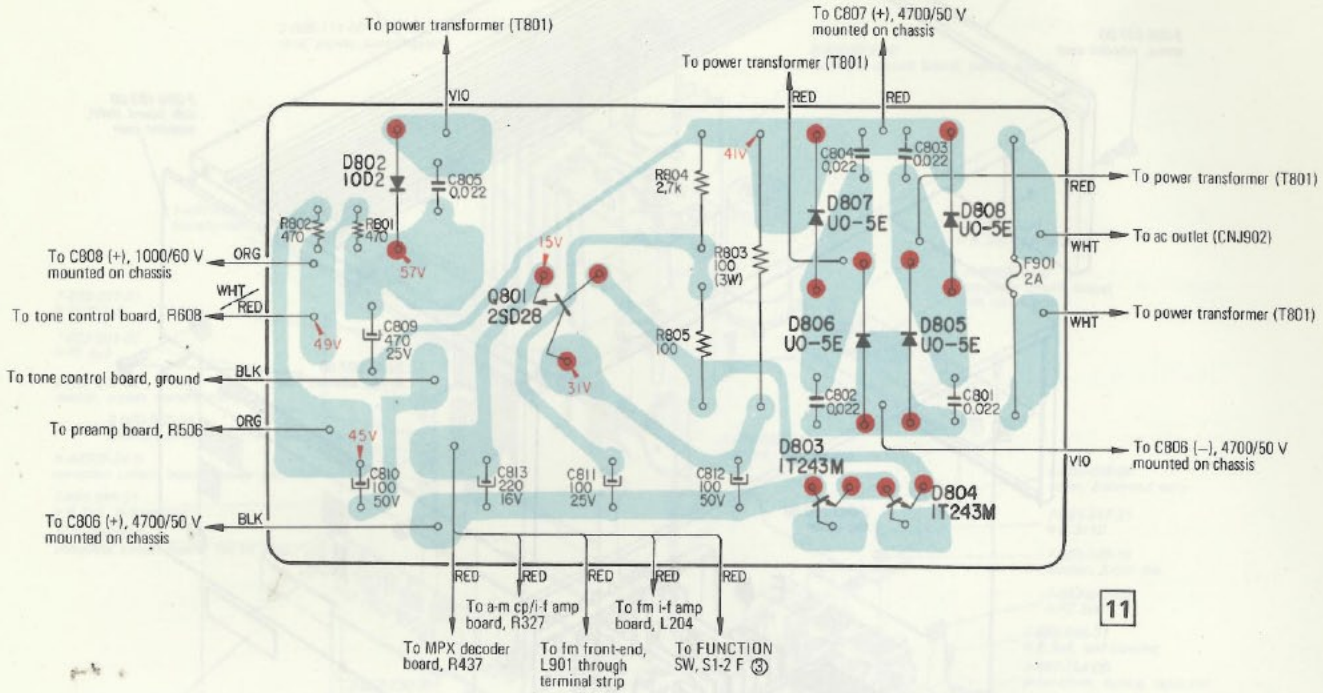 To power transformer (T801)
To C807 (+), 4700/50 V
mounted on chassis
To power transformer (T801)
VIO
RED
RED
D802
10D2
C805
0.022
R802
470
R801
470
57V
R804
2.7k
41V
C804
0.022
C803
0.022
D807
UO-5E
D808
UO-5E
RED
To power transformer (T801)
WHT
To ac outlet (CNJ902)
F901
2A
WHT
To power transformer (T801)
To C808 (+), 1000/60 V
mounted on chassis
ORG
WHT
RED
To tone control board, R608
49V
C809
470
25V
15V
Q801
2SD28
31V
R803
100
(3W)
R805
100
D806
UO-5E
D805
UO-5E
To tone control board, ground
BLK
C802
0.022
C801
0.022
To preamp board, R506
ORG
45V
C810
100
50V
C813
220
16V
C811
100
25V
C812
100
50V
D803
1T243M
D804
1T243M
To C806 (−), 4700/50 V
mounted on chassis
VIO
To C806 (+), 4700/50 V
mounted on chassis
BLK
RED
RED
RED
RED
RED
To a-m cp/i-f amp
board, R327
To fm i-f amp
board, L204
To MPX decoder
board, R437
To fm front-end,
L901 through
terminal strip
To FUNCTION
SW, S1-2 F ③
11